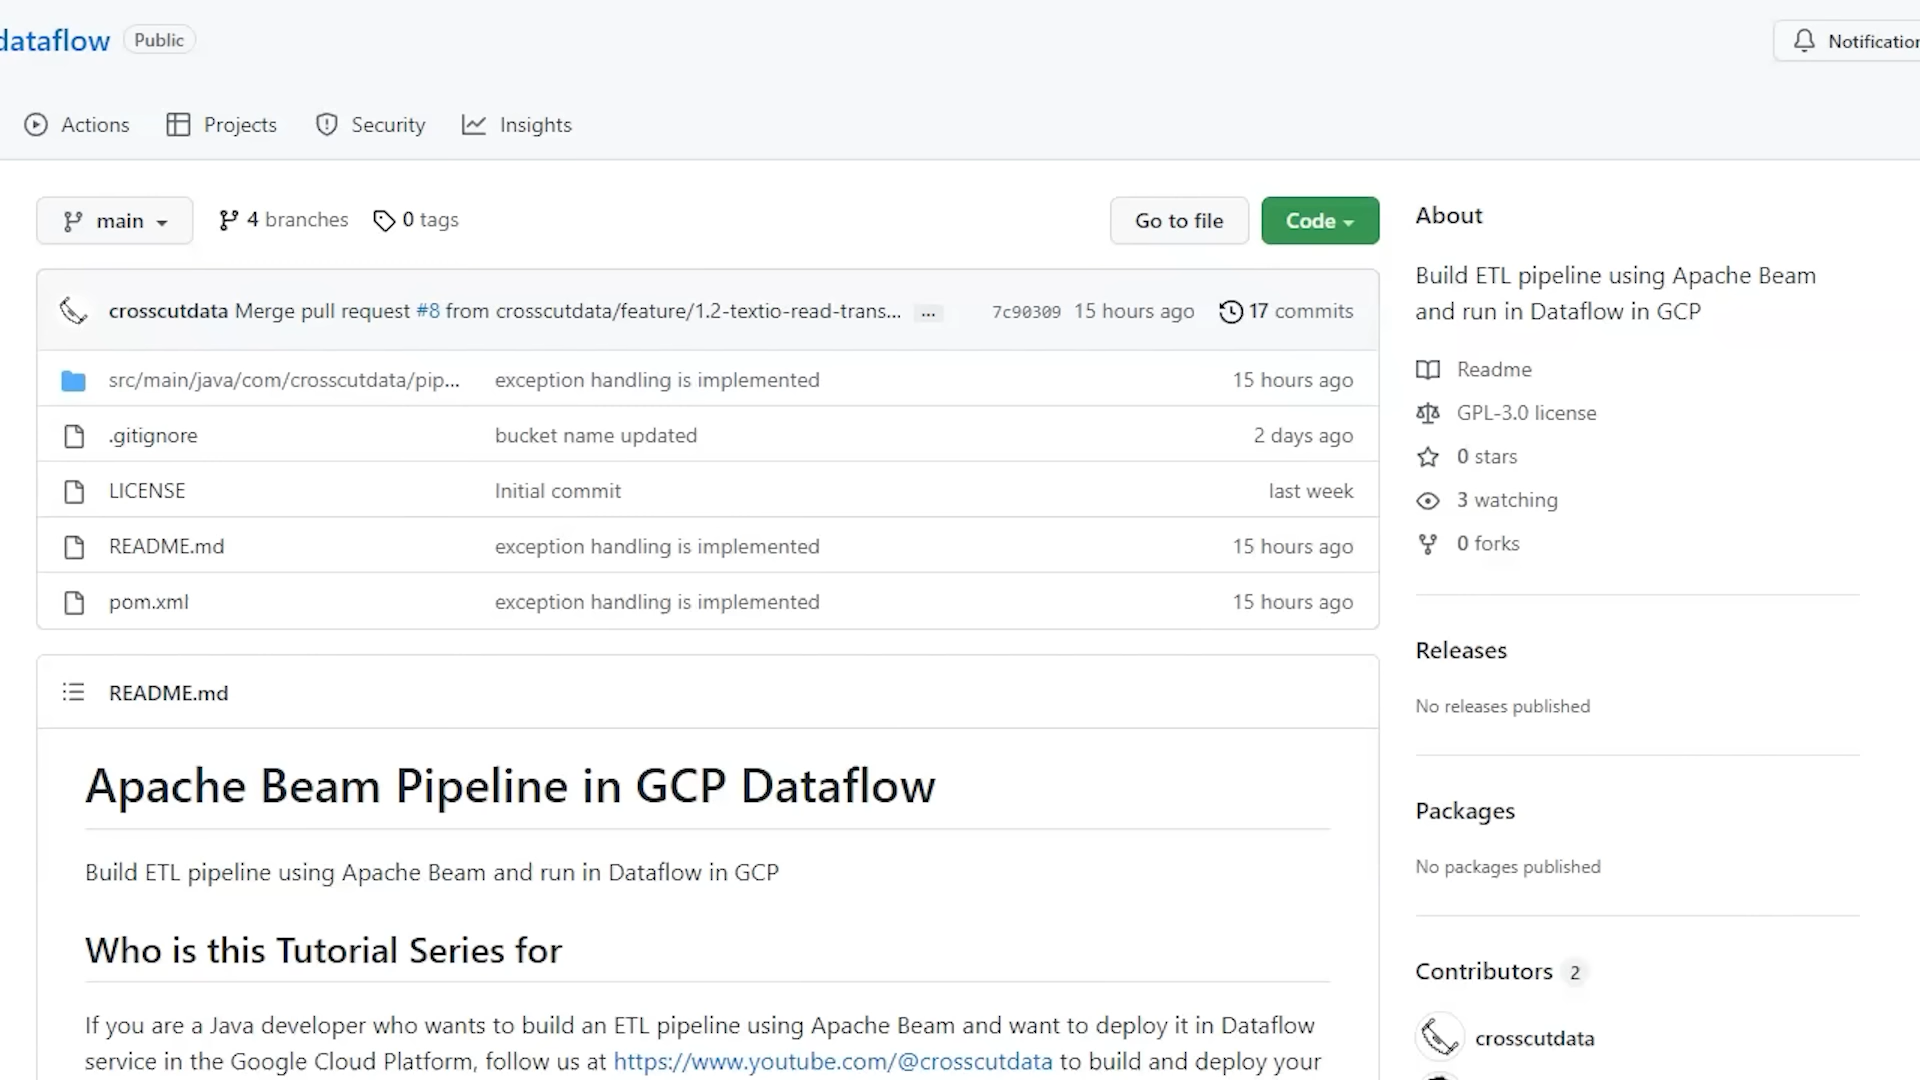 dataflow Public Notification
Actions Projects Security Insights
main 4 branches 0 tags Go to file Code
crosscutdata Merge pull request #8 from crosscutdata/feature/1.2-textio-read-trans... ... 7c90309 15 hours ago 17 commits
src/main/java/com/crosscutdata/pip... exception handling is implemented 15 hours ago
.gitignore bucket name updated 2 days ago
LICENSE Initial commit last week
README.md exception handling is implemented 15 hours ago
pom.xml exception handling is implemented 15 hours ago
README.md
Apache Beam Pipeline in GCP Dataflow
Build ETL pipeline using Apache Beam and run in Dataflow in GCP
Who is this Tutorial Series for
If you are a Java developer who wants to build an ETL pipeline using Apache Beam and want to deploy it in Dataflow
service in the Google Cloud Platform, follow us at https://www.youtube.com/@crosscutdata to build and deploy your
About
Build ETL pipeline using Apache Beam
and run in Dataflow in GCP
Readme
GPL-3.0 license
0 stars
3 watching
0 forks
Releases
No releases published
Packages
No packages published
Contributors 2
crosscutdata